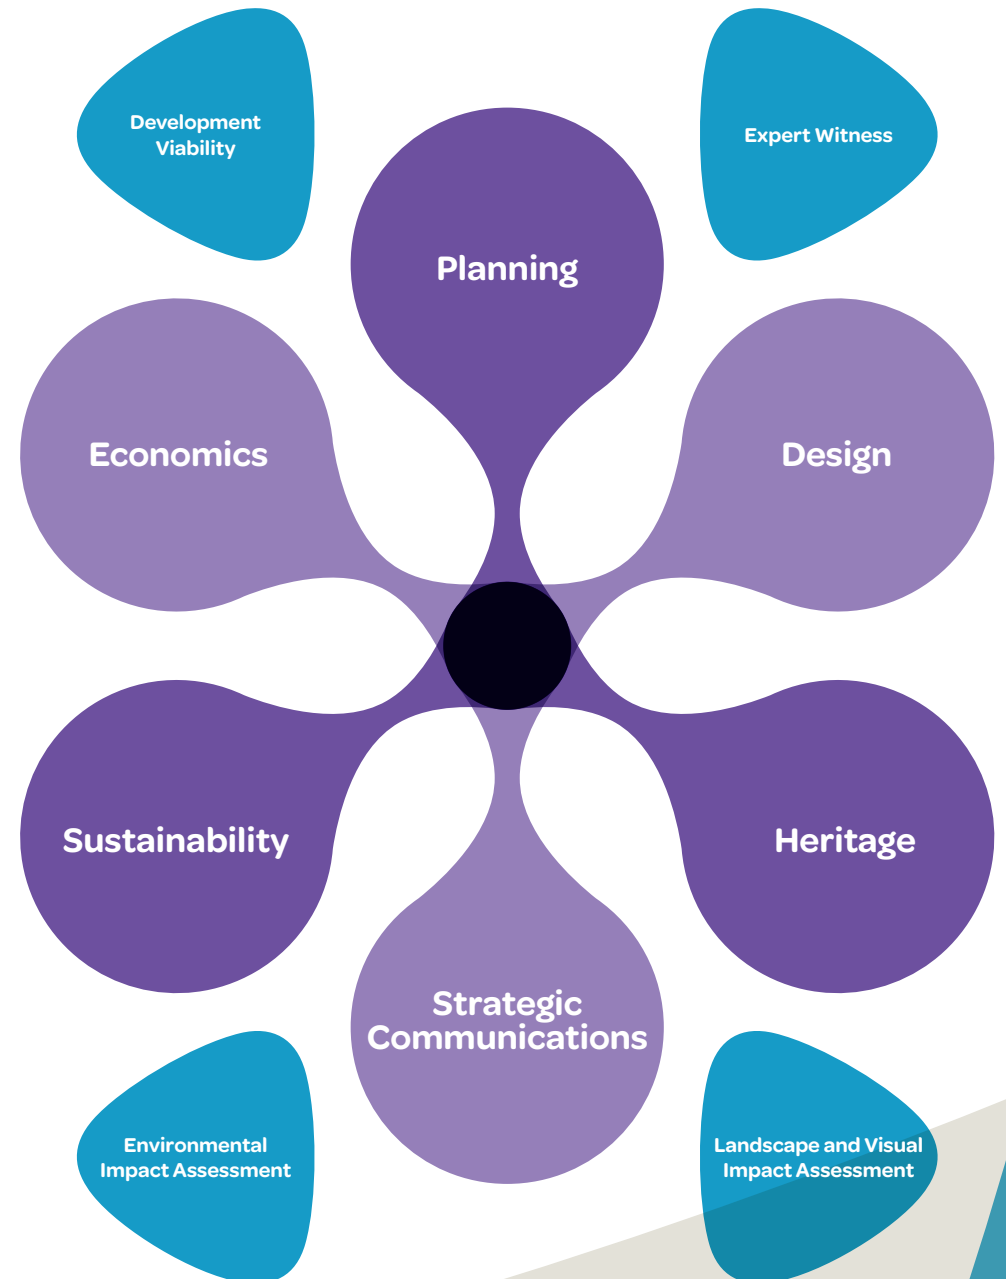 Development
Viability
Expert Witness
Planning
Economics
Design
Sustainability
Heritage
Strategic
Communications
Environmental
Impact Assessment
Landscape and Visual
Impact Assessment